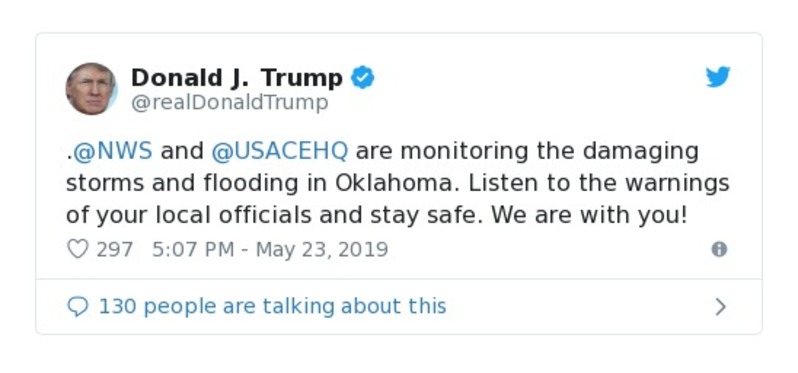 Donald J. Trump
@realDonaldTrump
.@NWS and @USACEHQ are monitoring the damaging
storms and flooding in Oklahoma. Listen to the warnings
of your local officials and stay safe. We are with you!
297 5:07 PM - May 23, 2019
130 people are talking about this